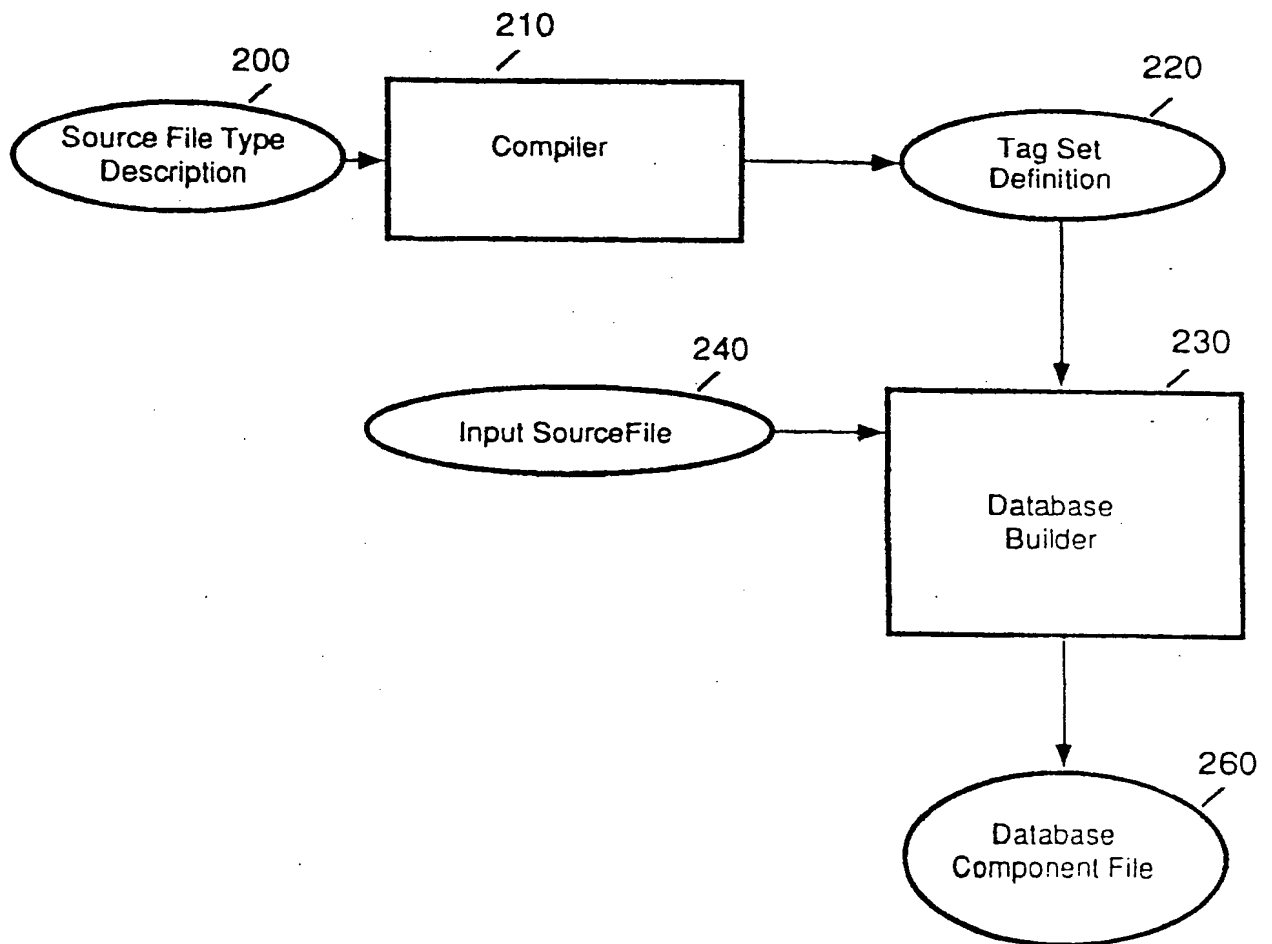 210
200
220
Source File Type
Description
Compiler
Tag Set
Definition
240
230
Input SourceFile
Database
Builder
260
Database
Component File